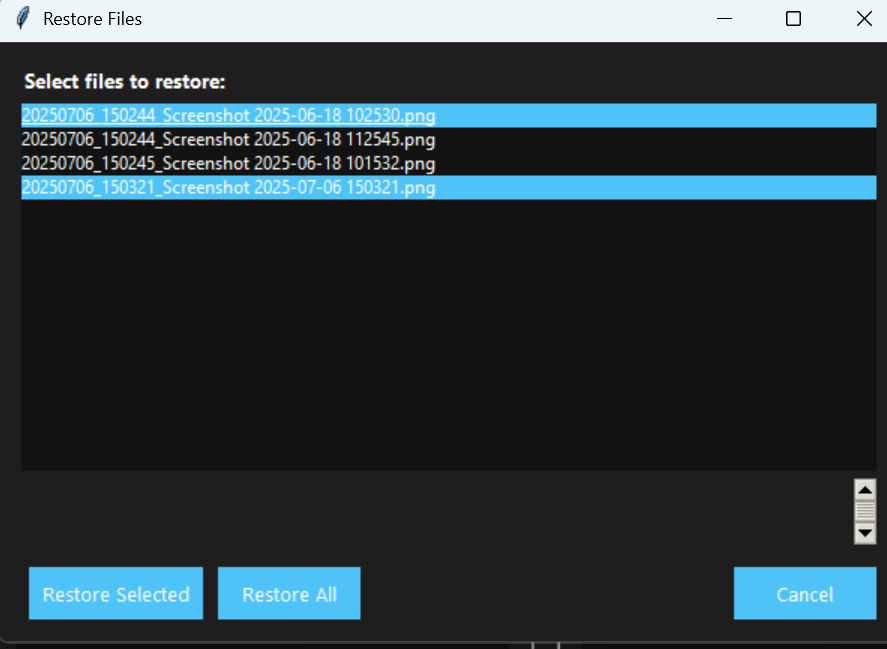 Restore Files
Select files to restore:
20250706_150244_Screenshot 2025-06-18 102530.png
20250706_150244_Screenshot 2025-06-18 112545.png
20250706_150245_Screenshot 2025-06-18 101532.png
20250706_150321_Screenshot 2025-07-06 150321.png
Restore Selected
Restore All
Cancel